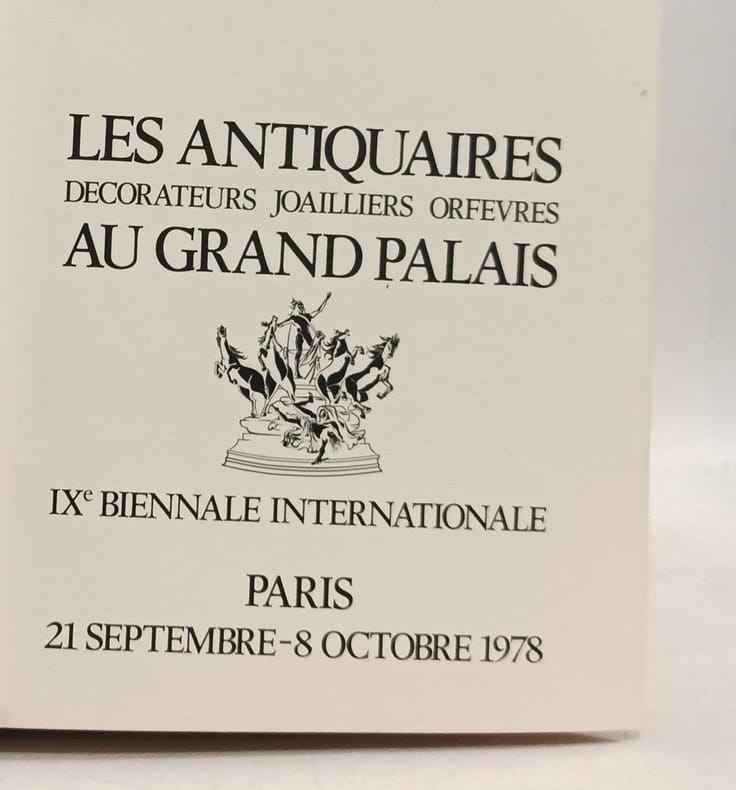 LES ANTIQUAIRES
DECORATEURS JOAILLIERS ORFEVRES
AU GRAND PALAIS
IXᵉ BIENNALE INTERNATIONALE
PARIS
21 SEPTEMBRE-8 OCTOBRE 1978